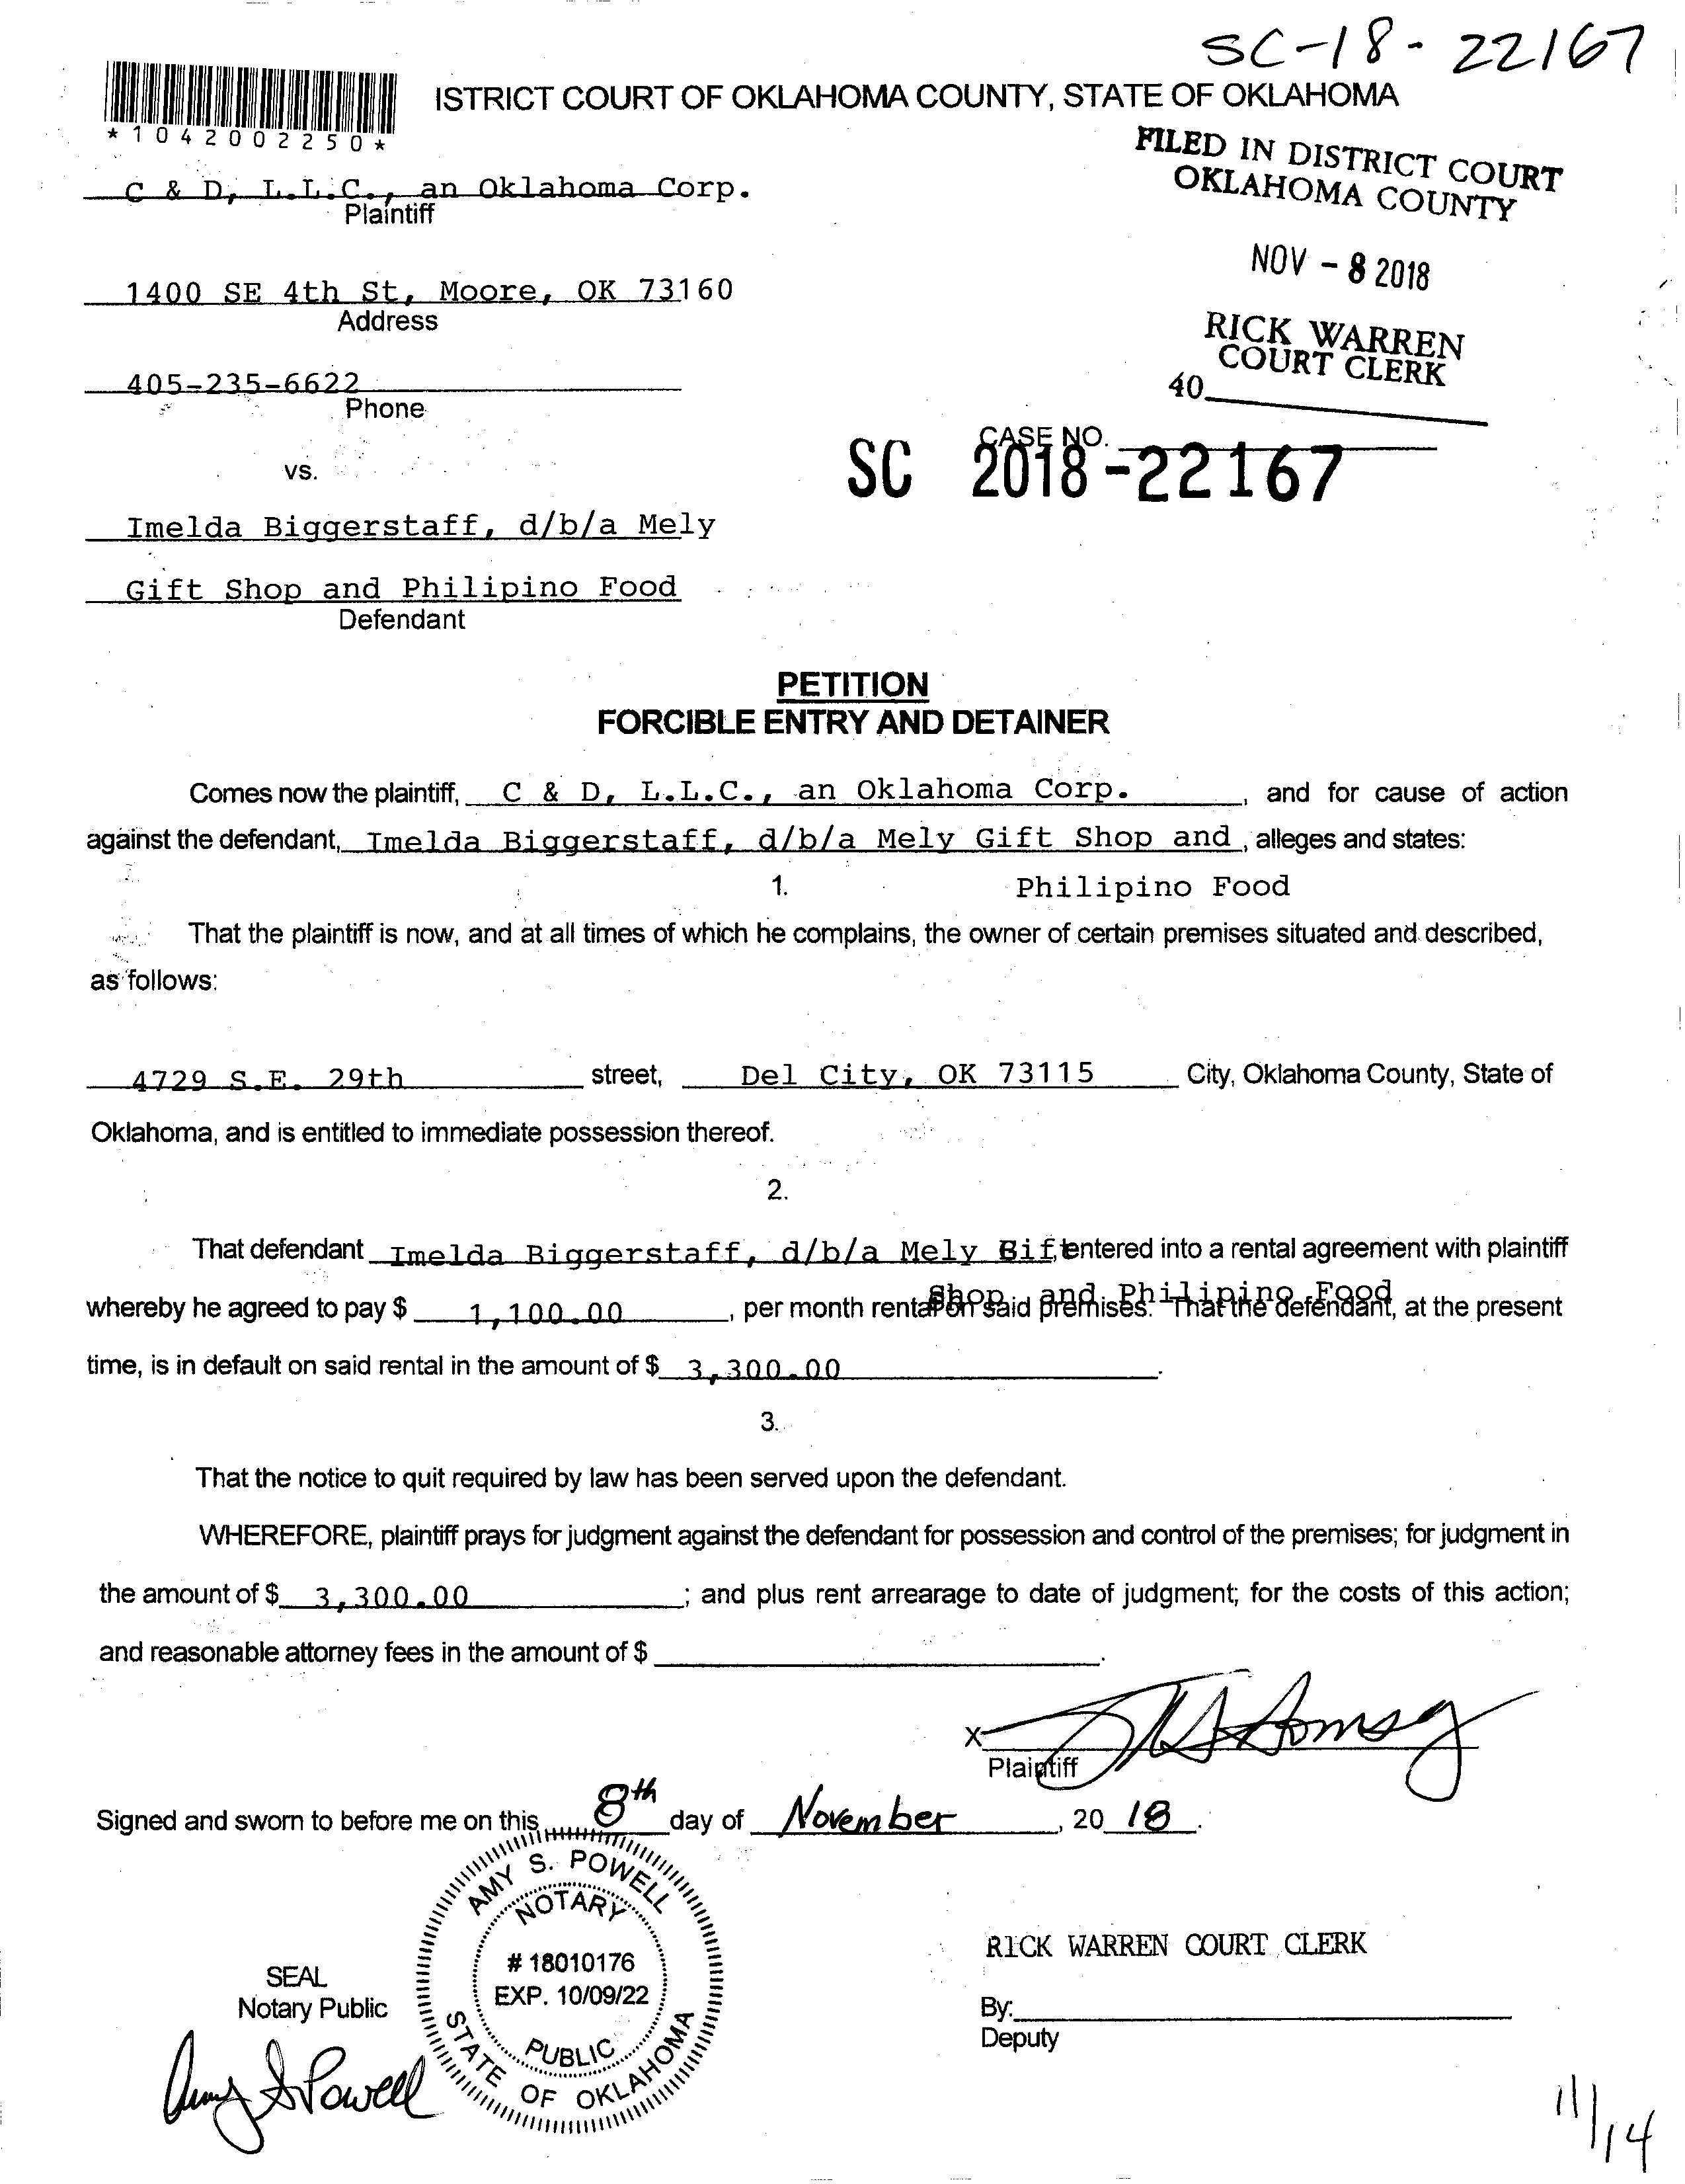 SC-18-22167
ISTRICT COURT OF OKLAHOMA COUNTY, STATE OF OKLAHOMA
*1042002250*
FILED IN DISTRICT COURT
OKLAHOMA COUNTY
C & D, L.L.C., an Oklahoma Corp.
Plaintiff
NOV - 8 2018
1400 SE 4th St, Moore, OK 73160
Address
RICK WARREN
COURT CLERK
40
405-235-6622
Phone
CASE NO.
SC 2018-22167
vs.
Imelda Biggerstaff, d/b/a Mely
Gift Shop and Philipino Food
Defendant
PETITION
FORCIBLE ENTRY AND DETAINER
Comes now the plaintiff, C & D, L.L.C., an Oklahoma Corp. , and for cause of action
against the defendant, Imelda Biggerstaff, d/b/a Mely Gift Shop and , alleges and states:
1. Philipino Food
That the plaintiff is now, and at all times of which he complains, the owner of certain premises situated and described,
as follows:
4729 S.E. 29th street, Del City, OK 73115 City, Oklahoma County, State of
Oklahoma, and is entitled to immediate possession thereof.
2.
That defendant Imelda Biggerstaff, d/b/a Mely Gift, entered into a rental agreement with plaintiff
Shop and Philipino Food
whereby he agreed to pay $ 1,100.00 , per month rental on said premises. That the defendant, at the present
time, is in default on said rental in the amount of $ 3,300.00 .
3.
That the notice to quit required by law has been served upon the defendant.
WHEREFORE, plaintiff prays for judgment against the defendant for possession and control of the premises; for judgment in
the amount of $ 3,300.00 ; and plus rent arrearage to date of judgment; for the costs of this action;
and reasonable attorney fees in the amount of $ .
X
Plaintiff
Signed and sworn to before me on this 8th day of November , 20 18 .
AMY S. POWELL
NOTARY
# 18010176
EXP. 10/09/22
PUBLIC
STATE OF OKLAHOMA
RICK WARREN COURT CLERK
SEAL
Notary Public
By:
Deputy
Amy S Powell
11/14